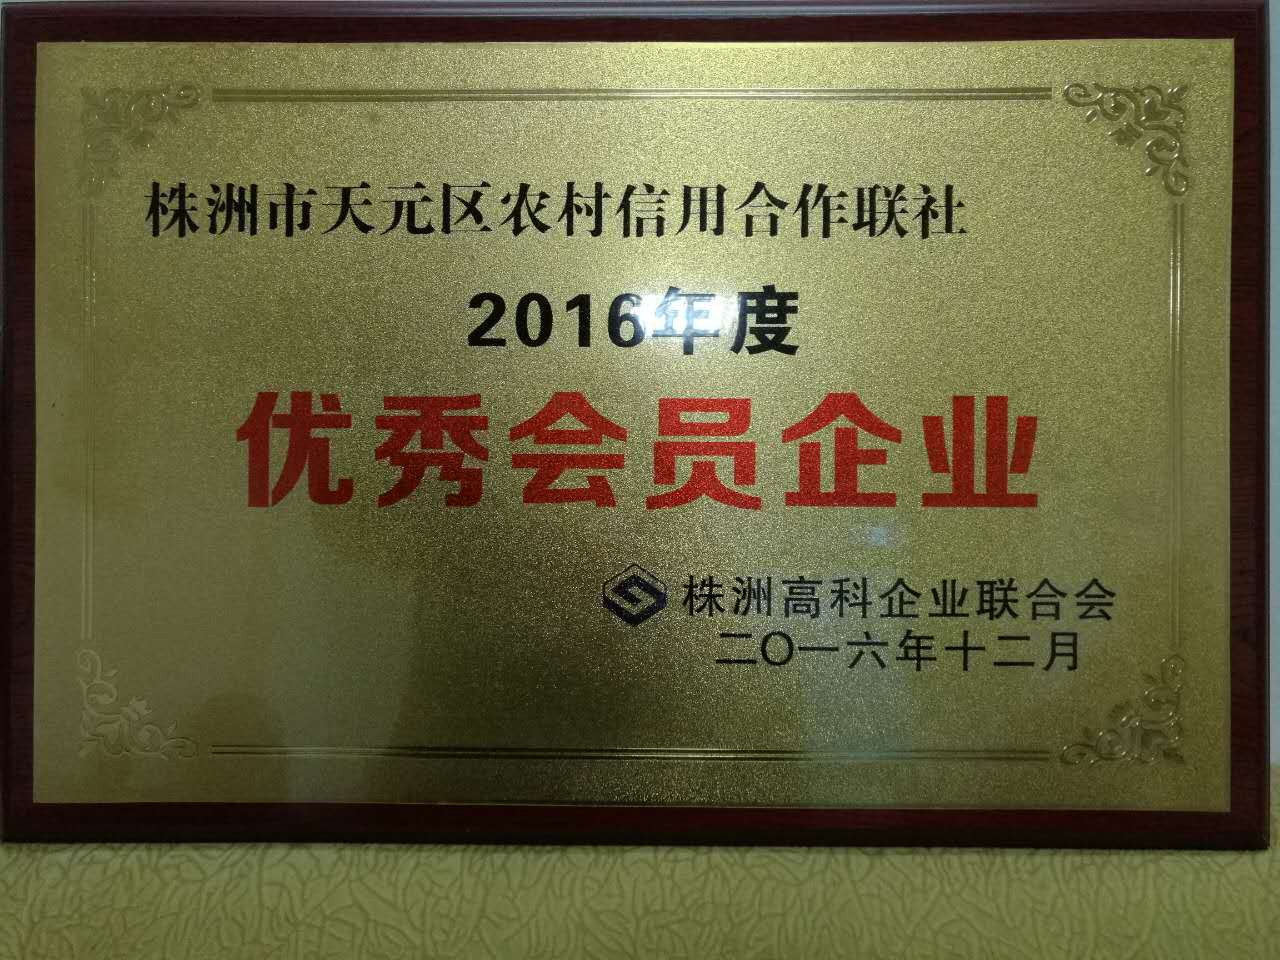 株洲市天元区农村信用合作联社
2016年度
优秀会员企业
株洲高科企业联合会
二〇一六年十二月